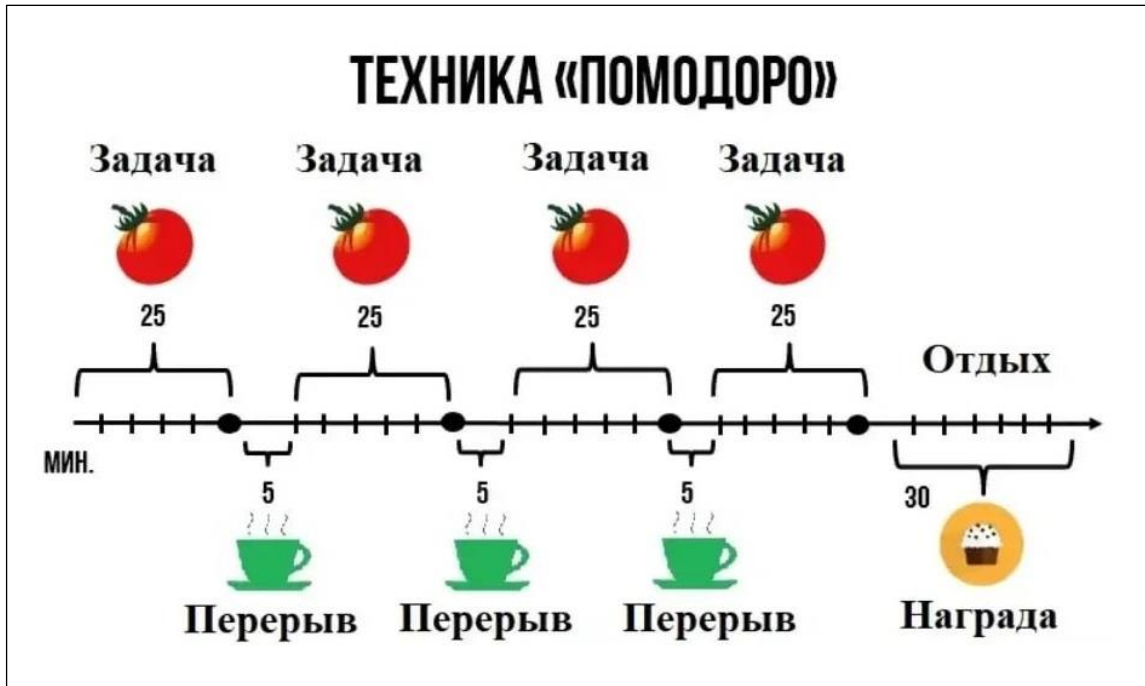 ТЕХНИКА «ПОМОДОРО»
Задача Задача Задача Задача
25 25 25 25
Отдых
МИН.
5 5 5 30
Перерыв Перерыв Перерыв Награда